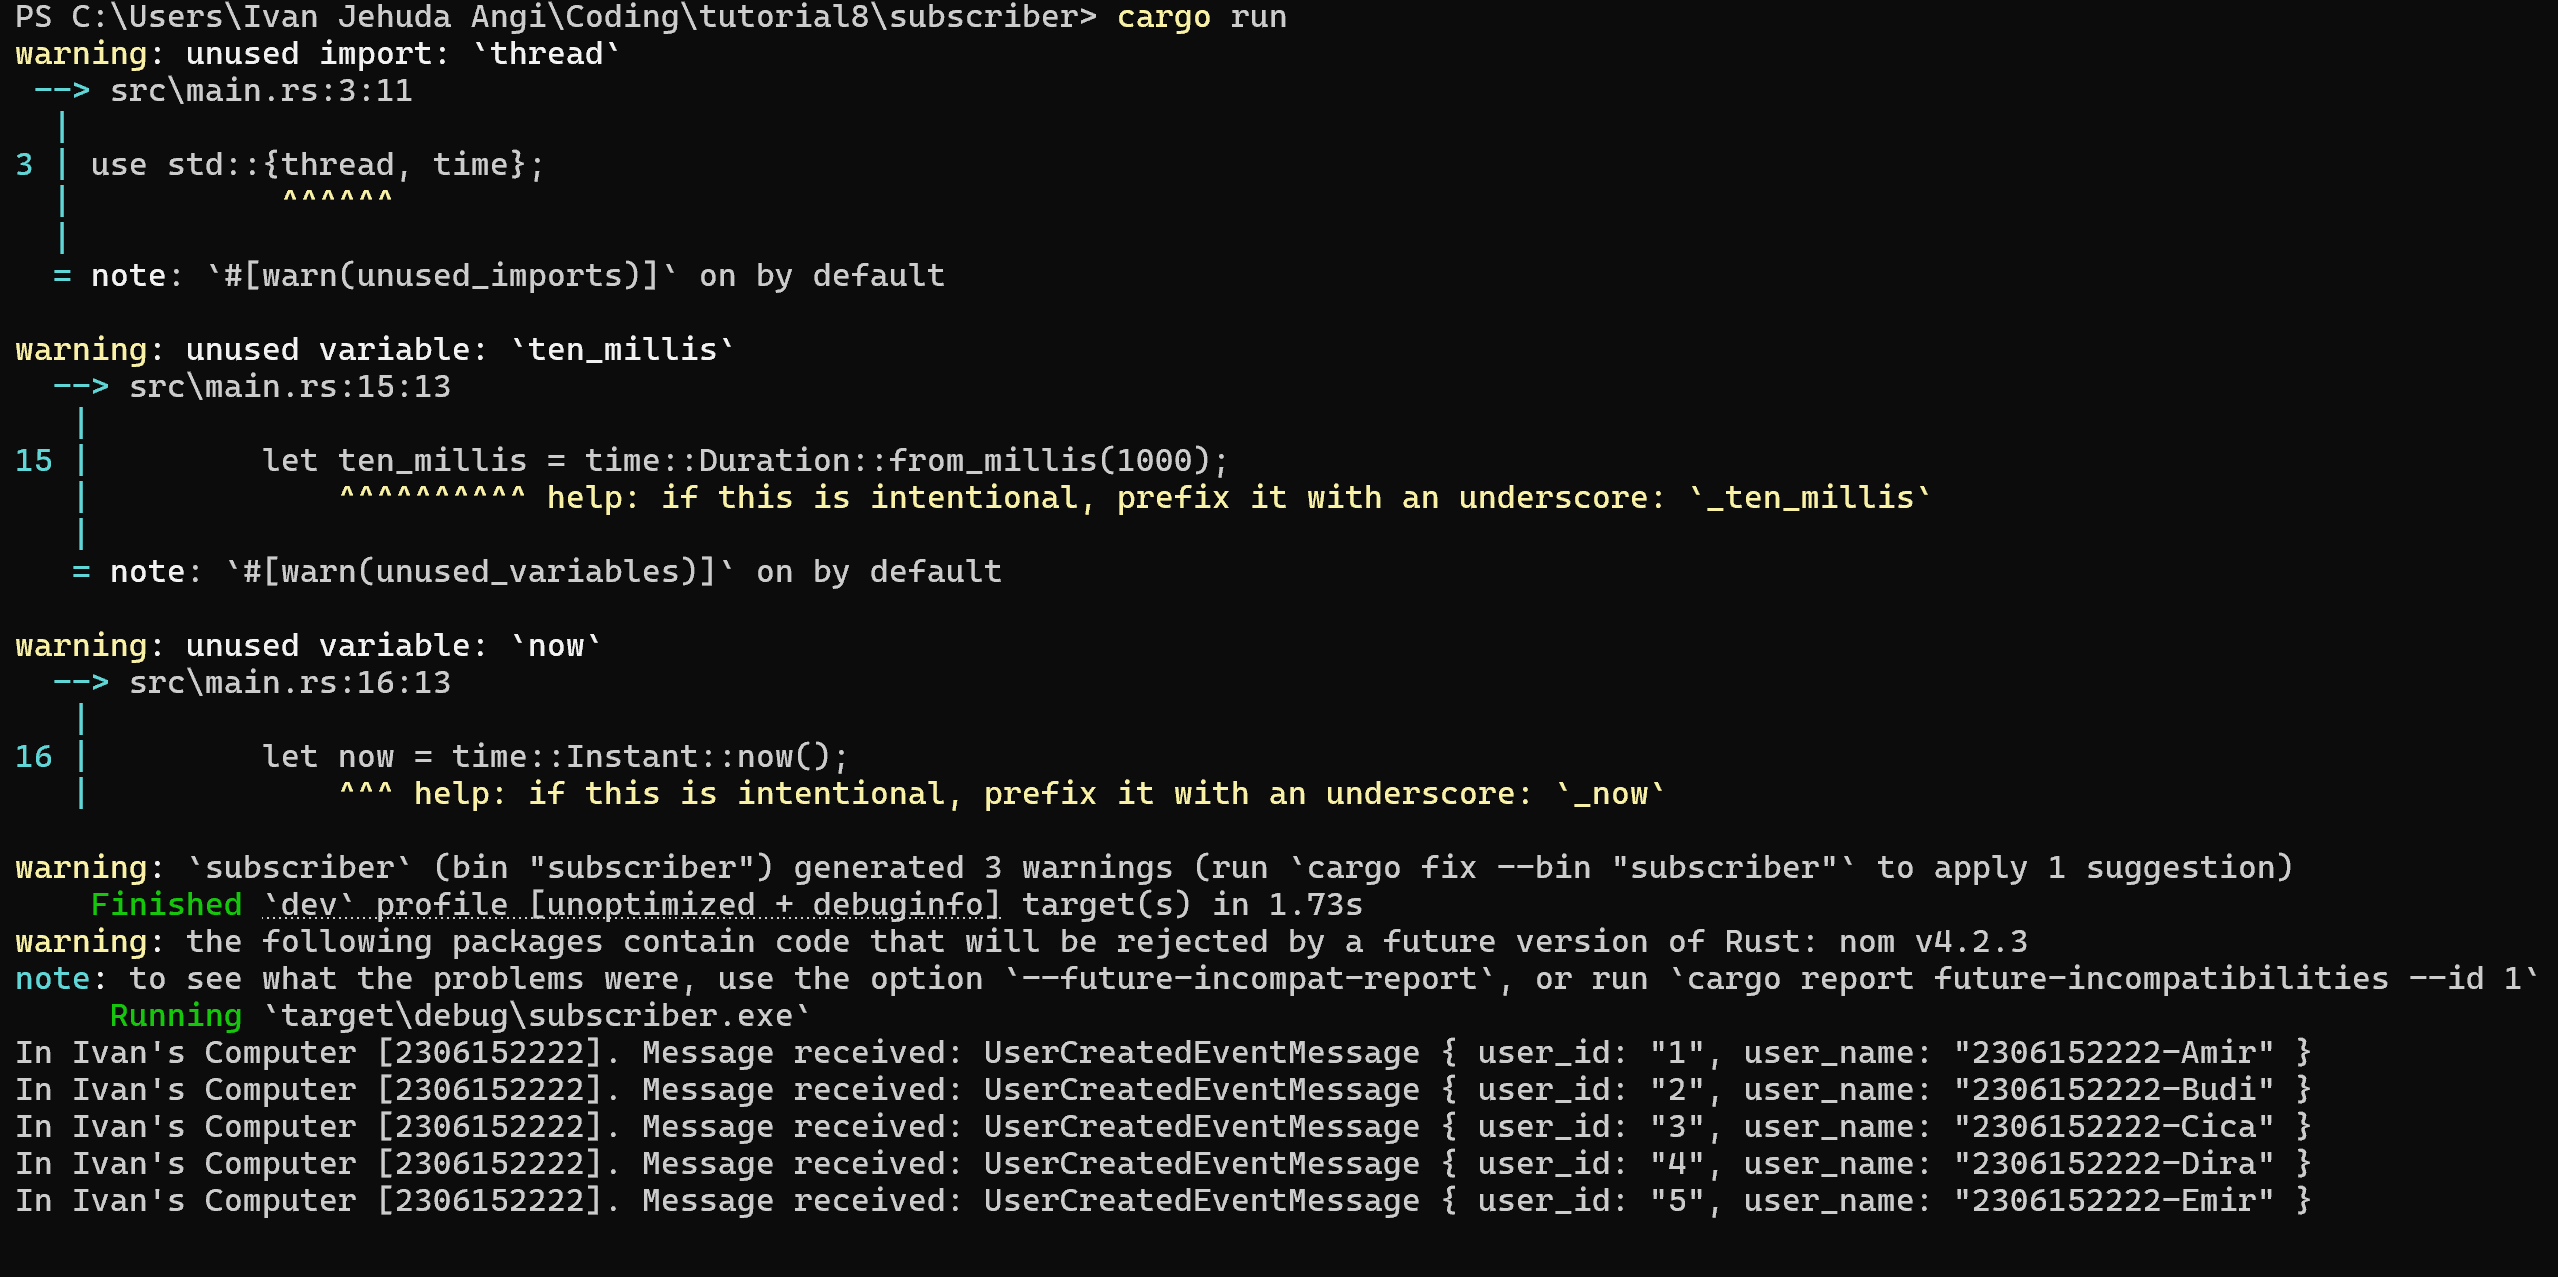 PS C:\Users\Ivan Jehuda Angi\Coding\tutorial8\subscriber> cargo run
warning: unused import: `thread`
 --> src\main.rs:3:11
  |
3 | use std::{thread, time};
  |           ^^^^^^
  |
  = note: `#[warn(unused_imports)]` on by default

warning: unused variable: `ten_millis`
  --> src\main.rs:15:13
   |
15 |         let ten_millis = time::Duration::from_millis(1000);
   |             ^^^^^^^^^^ help: if this is intentional, prefix it with an underscore: `_ten_millis`
   |
   = note: `#[warn(unused_variables)]` on by default

warning: unused variable: `now`
  --> src\main.rs:16:13
   |
16 |         let now = time::Instant::now();
   |             ^^^ help: if this is intentional, prefix it with an underscore: `_now`

warning: `subscriber` (bin "subscriber") generated 3 warnings (run `cargo fix --bin "subscriber"` to apply 1 suggestion)
    Finished `dev` profile [unoptimized + debuginfo] target(s) in 1.73s
warning: the following packages contain code that will be rejected by a future version of Rust: nom v4.2.3
note: to see what the problems were, use the option `--future-incompat-report`, or run `cargo report future-incompatibilities --id 1`
     Running `target\debug\subscriber.exe`
In Ivan's Computer [2306152222]. Message received: UserCreatedEventMessage { user_id: "1", user_name: "2306152222-Amir" }
In Ivan's Computer [2306152222]. Message received: UserCreatedEventMessage { user_id: "2", user_name: "2306152222-Budi" }
In Ivan's Computer [2306152222]. Message received: UserCreatedEventMessage { user_id: "3", user_name: "2306152222-Cica" }
In Ivan's Computer [2306152222]. Message received: UserCreatedEventMessage { user_id: "4", user_name: "2306152222-Dira" }
In Ivan's Computer [2306152222]. Message received: UserCreatedEventMessage { user_id: "5", user_name: "2306152222-Emir" }